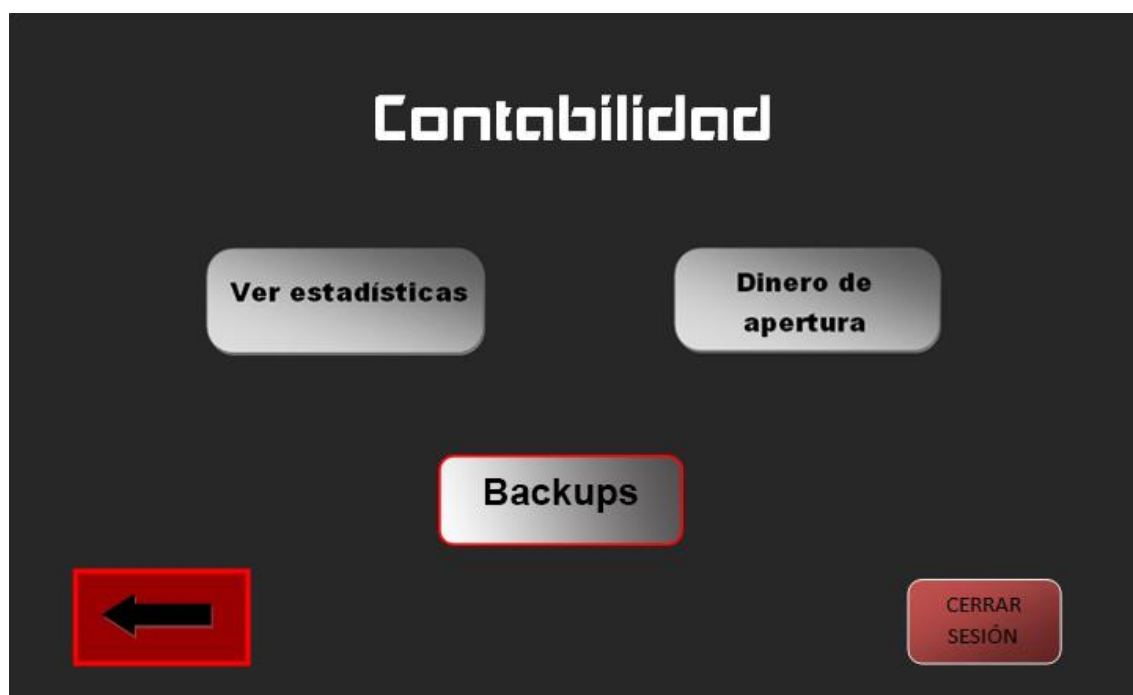 Contabilidad
Ver estadísticas
Dinero de
apertura
Backups
CERRAR
SESIÓN